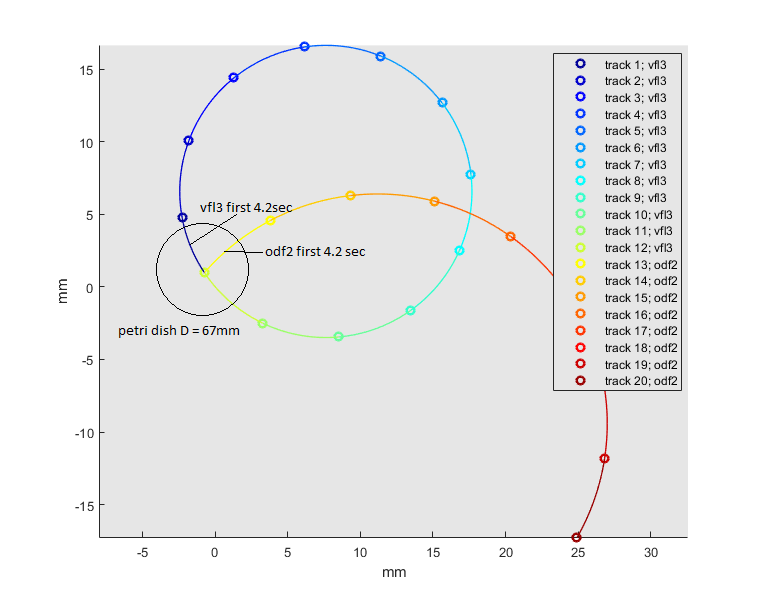 15
10
5
0
-5
-10
-15
mm
-5
0
5
10
15
20
25
30
mm
vfl3 first 4.2sec
odf2 first 4.2 sec
petri dish D = 67mm
track 1; vfl3
track 2; vfl3
track 3; vfl3
track 4; vfl3
track 5; vfl3
track 6; vfl3
track 7; vfl3
track 8; vfl3
track 9; vfl3
track 10; vfl3
track 11; vfl3
track 12; vfl3
track 13; odf2
track 14; odf2
track 15; odf2
track 16; odf2
track 17; odf2
track 18; odf2
track 19; odf2
track 20; odf2